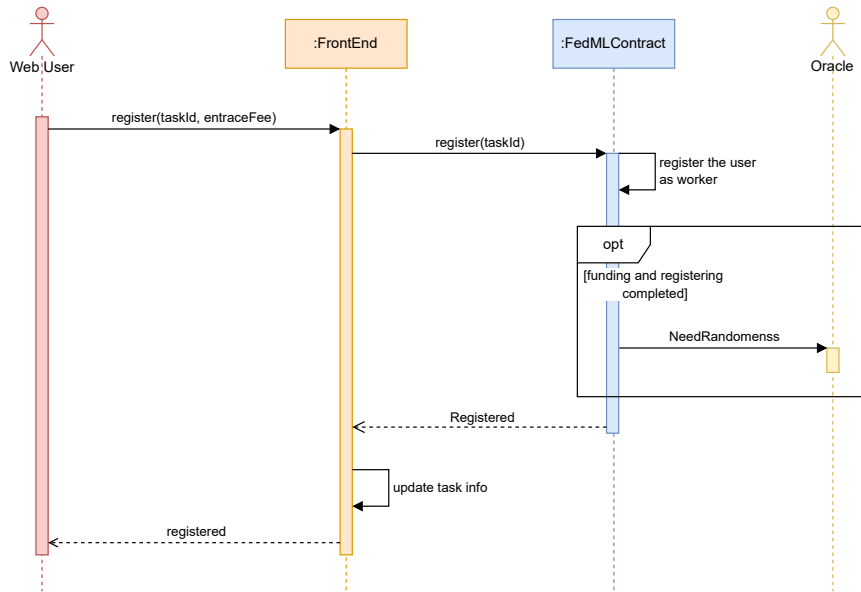 :FrontEnd
:FedMLContract
Web User
Oracle
register(taskId, entraceFee)
register(taskId)
register the user
as worker
opt
[funding and registering
completed]
NeedRandomenss
Registered
update task info
registered